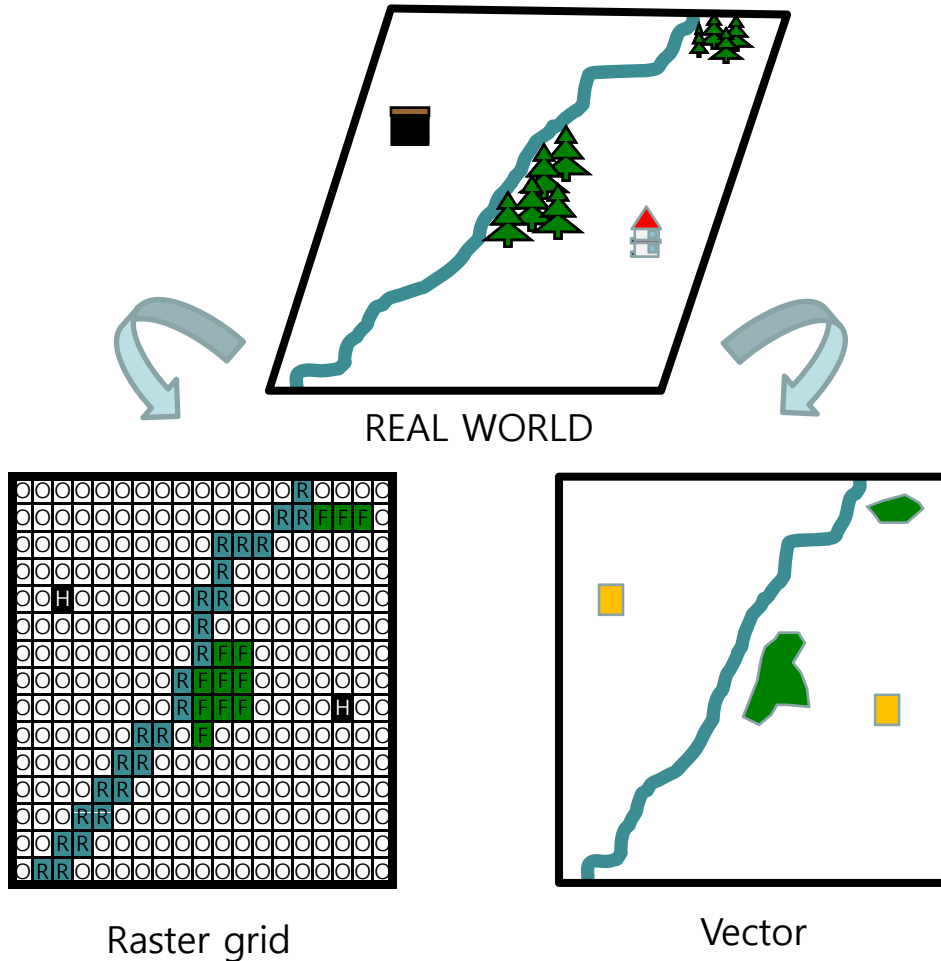 REAL WORLD
O O O O O O O O O O O O O O R O O O O
O O O O O O O O O O O O O R R F F F O
O O O O O O O O O O R R R O O O O O O
O O O O O O O O O O R O O O O O O O O
O O H O O O O O O R R O O O O O O O O
O O O O O O O O O R O O O O O O O O O
O O O O O O O O O R F F O O O O O O O
O O O O O O O O R F F F O O O O O O O
O O O O O O O O R F F F O O O O H O O
O O O O O O R R O F O O O O O O O O O
O O O O O R R O O O O O O O O O O O O
O O O O R R O O O O O O O O O O O O O
O O O R R O O O O O O O O O O O O O O
O O R R O O O O O O O O O O O O O O O
O R R O O O O O O O O O O O O O O O O
Raster grid
Vector